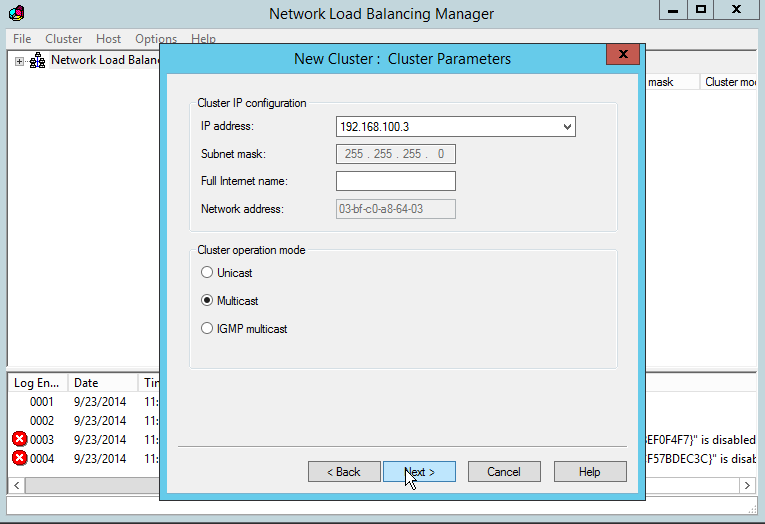 Network Load Balancing Manager
File Cluster Host Options Help
Network Load Balanc
mask Cluster mo
New Cluster : Cluster Parameters
Cluster IP configuration
IP address: 192.168.100.3
Subnet mask: 255 . 255 . 255 . 0
Full Internet name:
Network address: 03-bf-c0-a8-64-03
Cluster operation mode
Unicast
Multicast
IGMP multicast
Log En... Date Tim
0001 9/23/2014 11:
0002 9/23/2014 11:
0003 9/23/2014 11: EF0F4F7}" is disabled
0004 9/23/2014 11: F57BDEC3C}" is disab
< Back Next > Cancel Help